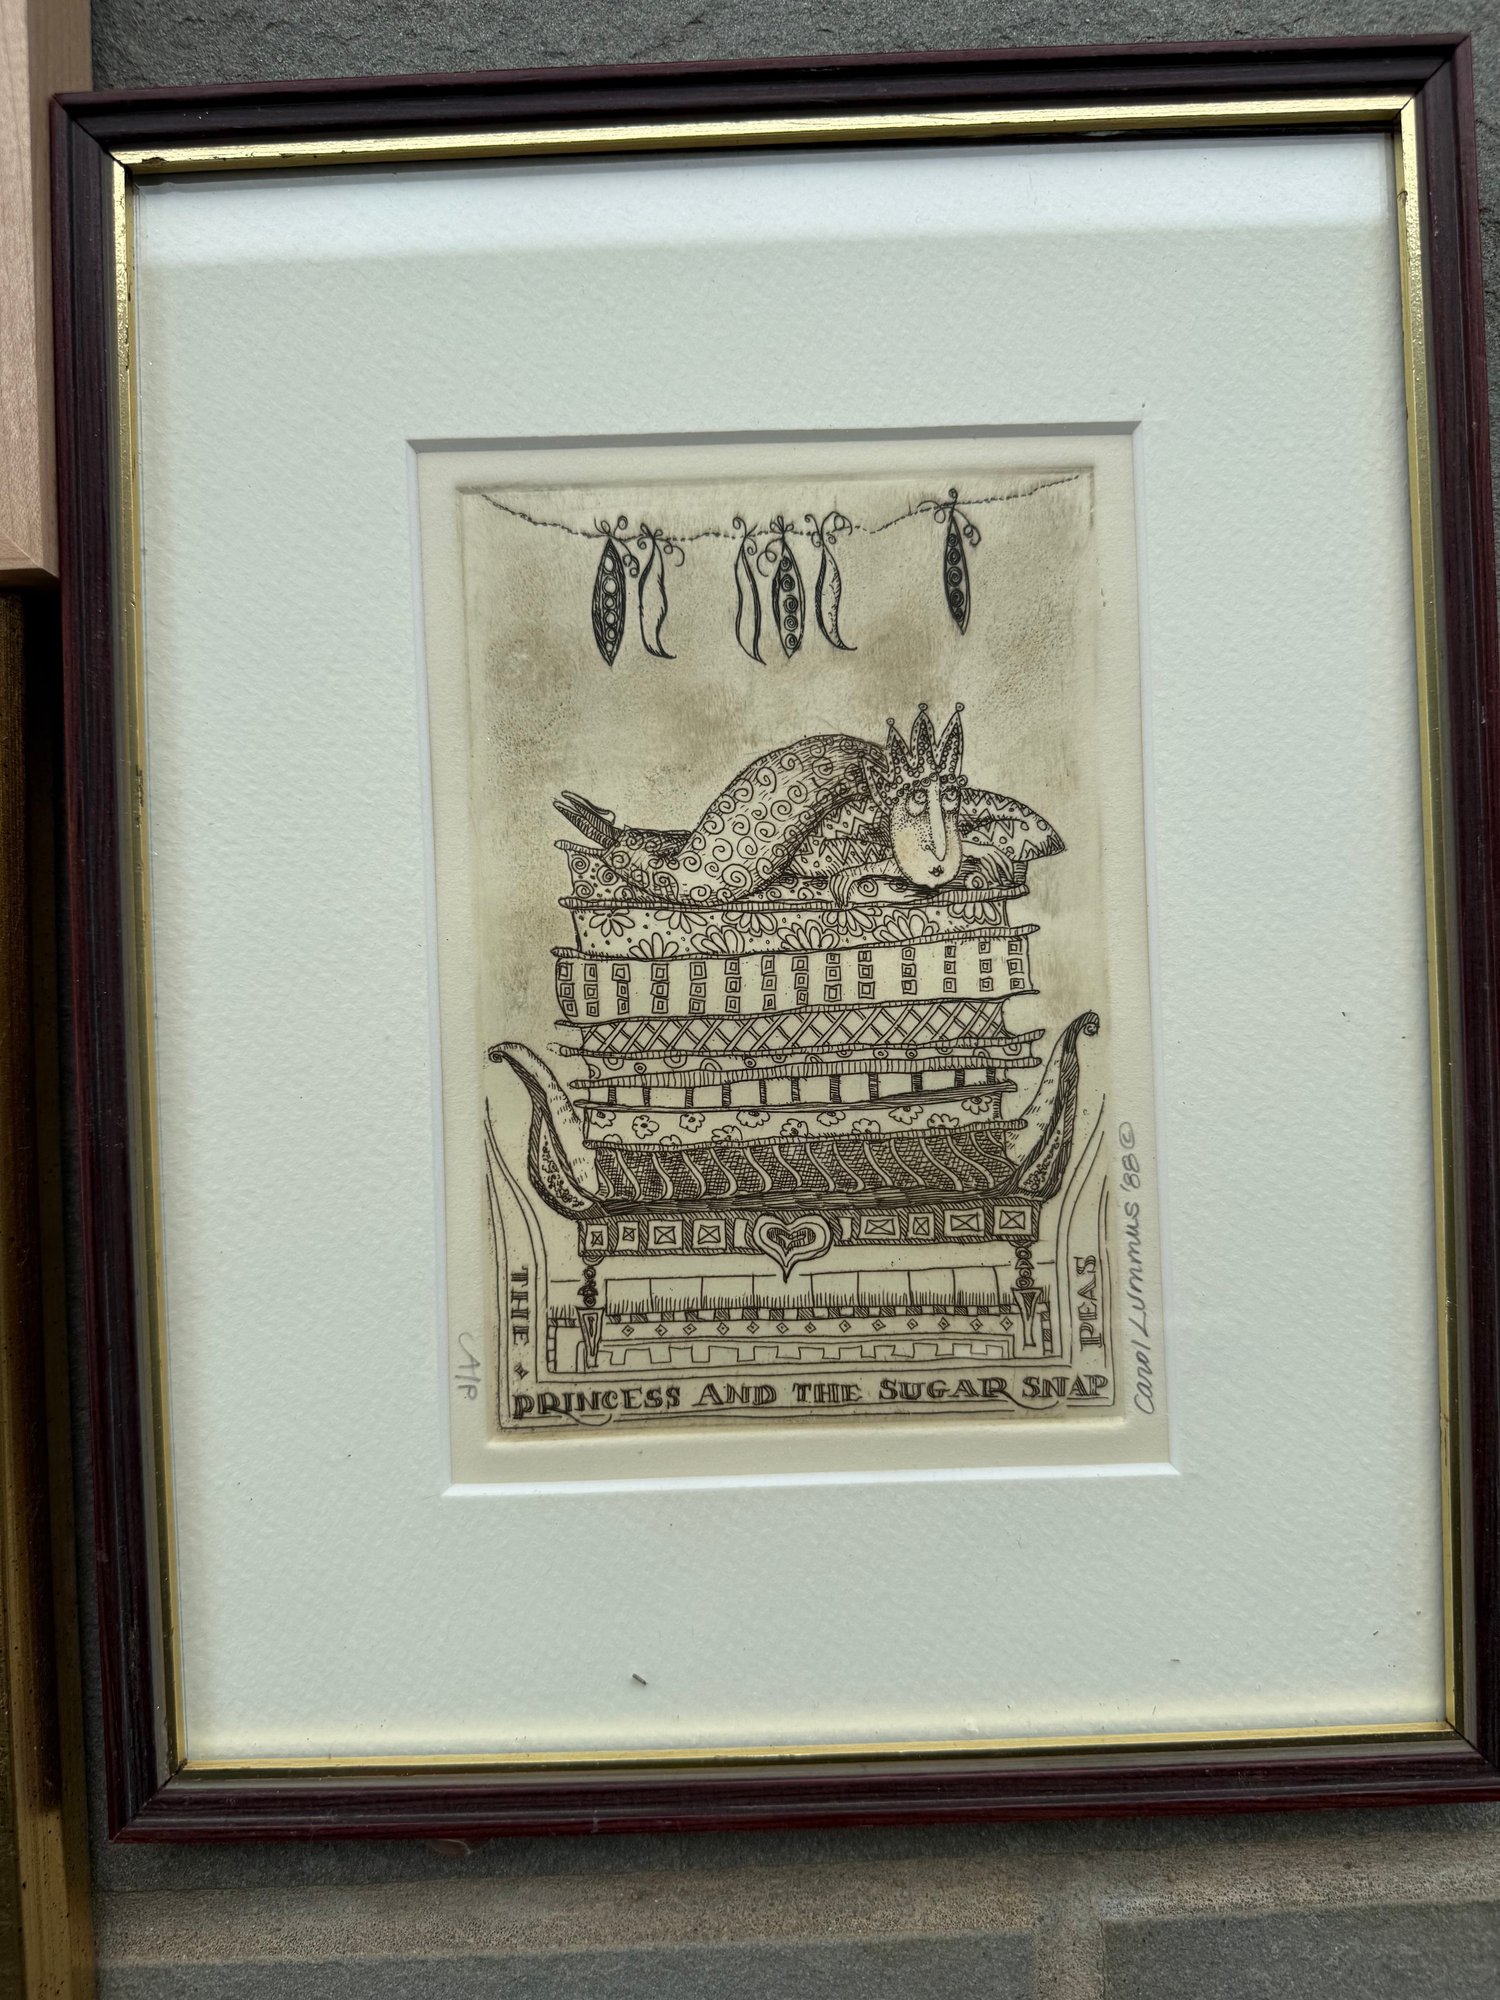 THE
PRINCESS AND THE SUGAR SNAP
PEAS
A/P
Carol Lummus '88 ©